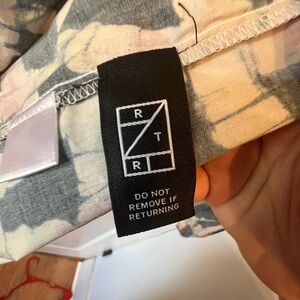 R
T
R T
DO NOT
REMOVE IF
RETURNING